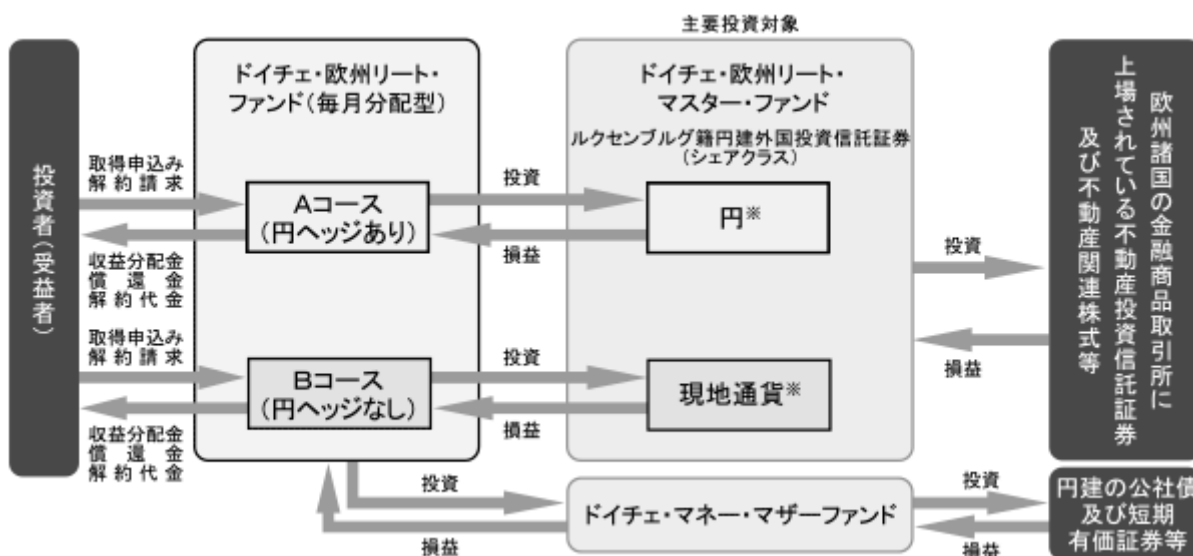 主要投資対象
投資者（受益者）
取得申込み
解約請求
収益分配金
償還金
解約代金
取得申込み
解約請求
収益分配金
償還金
解約代金
ドイチェ・欧州リート・
ファンド（毎月分配型）
Aコース
（円ヘッジあり）
Bコース
（円ヘッジなし）
投資
損益
投資
損益
ドイチェ・欧州リート・
マスター・ファンド
ルクセンブルグ籍円建外国投資信託証券
（シェアクラス）
円※
現地通貨※
投資
損益
欧州諸国の金融商品取引所に
上場されている不動産投資信託証券
及び不動産関連株式等
投資
損益
ドイチェ・マネー・マザーファンド
投資
損益
円建の公社債
及び短期
有価証券等